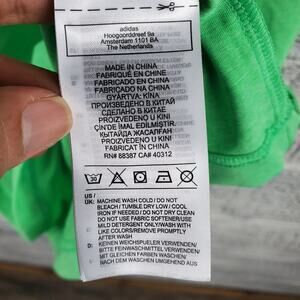 adidas
Hoogoorddreef 9a
Amsterdam 1101 BA
The Netherlands
MADE IN CHINA
FABRIQUÉ EN CHINE
FABRICADO EN CHINA
FABRICADO NA CHINA
GYÁRTVA: KÍNA
ПРОИЗВЕДЕНО В КИТАЙ
СДЕЛАНО В КИТАЕ
PROIZVEDENO U KINI
ÇİN'DE İMAL EDİLMİŞTİR.
ҚЫТАЙДА ЖАСАЛҒАН
PROIZVEDENO U KINI
FABRICAT ÎN CHINA
RN# 88387 CA# 40312
30
US /
UK: MACHINE WASH COLD / DO NOT
BLEACH / TUMBLE DRY LOW / COOL
IRON IF NEEDED / DO NOT DRY CLEAN
DO NOT USE FABRIC SOFTENER/USE
MILD DETERGENT ONLY/WASH WITH
LIKE COLORS/REMOVE PROMPTLY
AFTER WASH
D: KEINEN WEICHSPUELER VERWENDEN/
BITTE FEINWASCHMITTEL VERWENDEN/
MIT GLEICHEN FARBEN WASCHEN/
NACH DEM WASCHEN UMGEHEND AUS